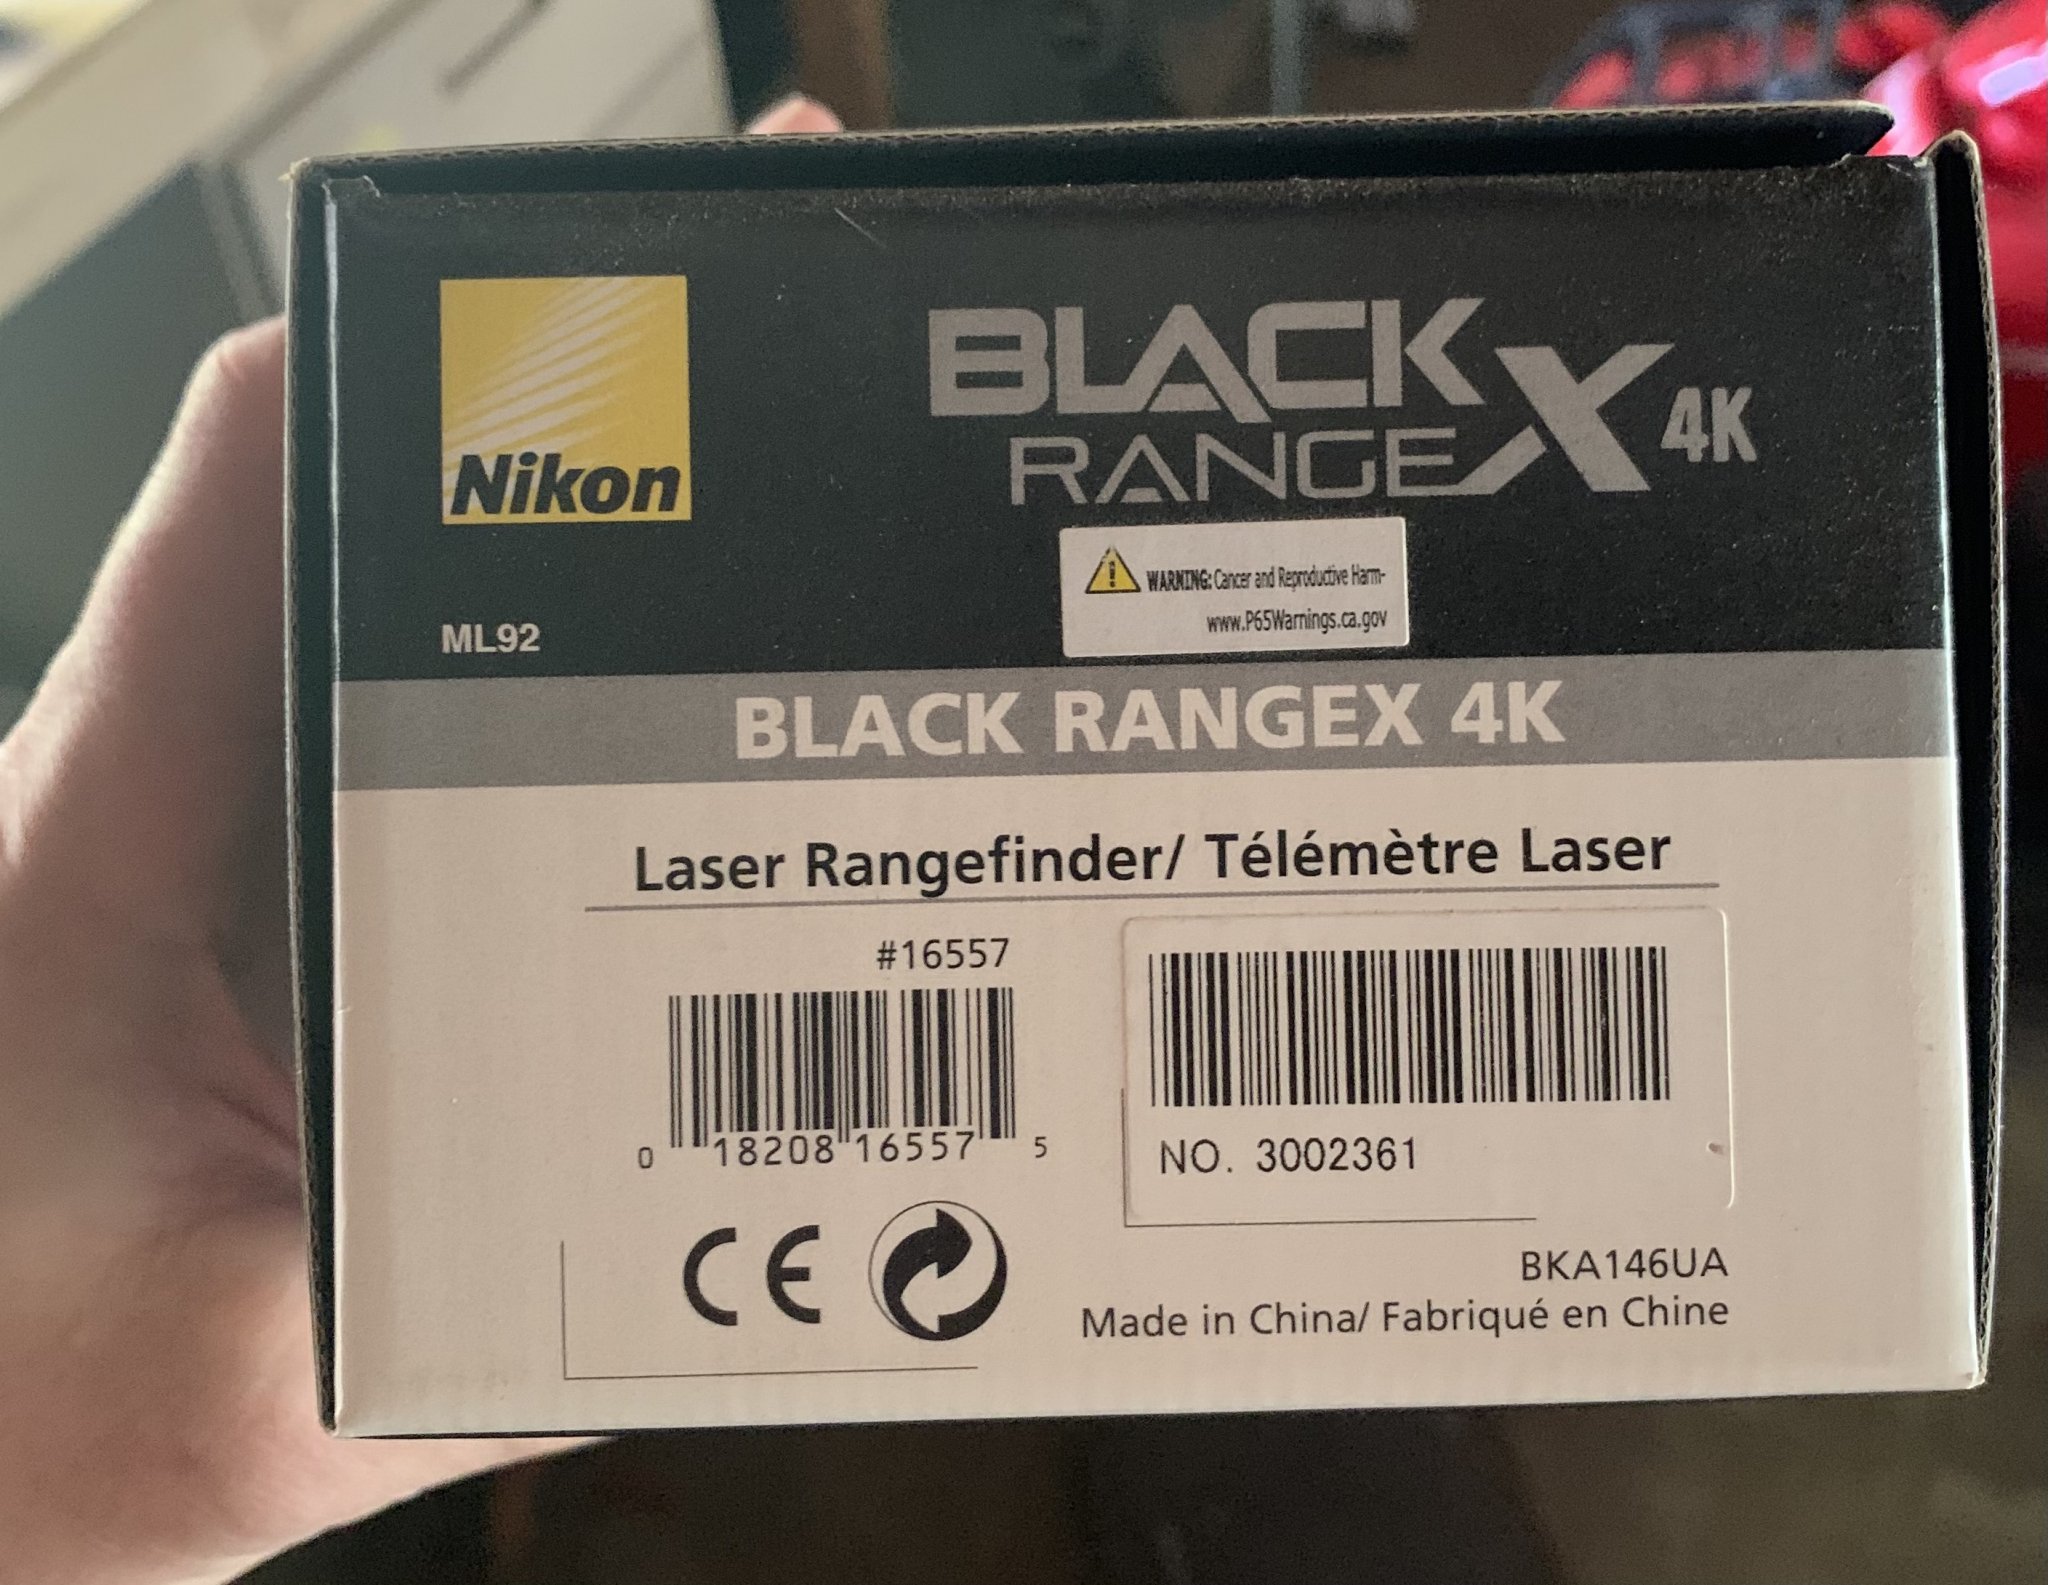 Nikon
BLACK
RANGEX 4K
WARNING: Cancer and Reproductive Harm-
www.P65Warnings.ca.gov
ML92
BLACK RANGEX 4K
Laser Rangefinder/ Télémètre Laser
#16557
0 18208 16557 5
NO. 3002361
CE
BKA146UA
Made in China/ Fabriqué en Chine